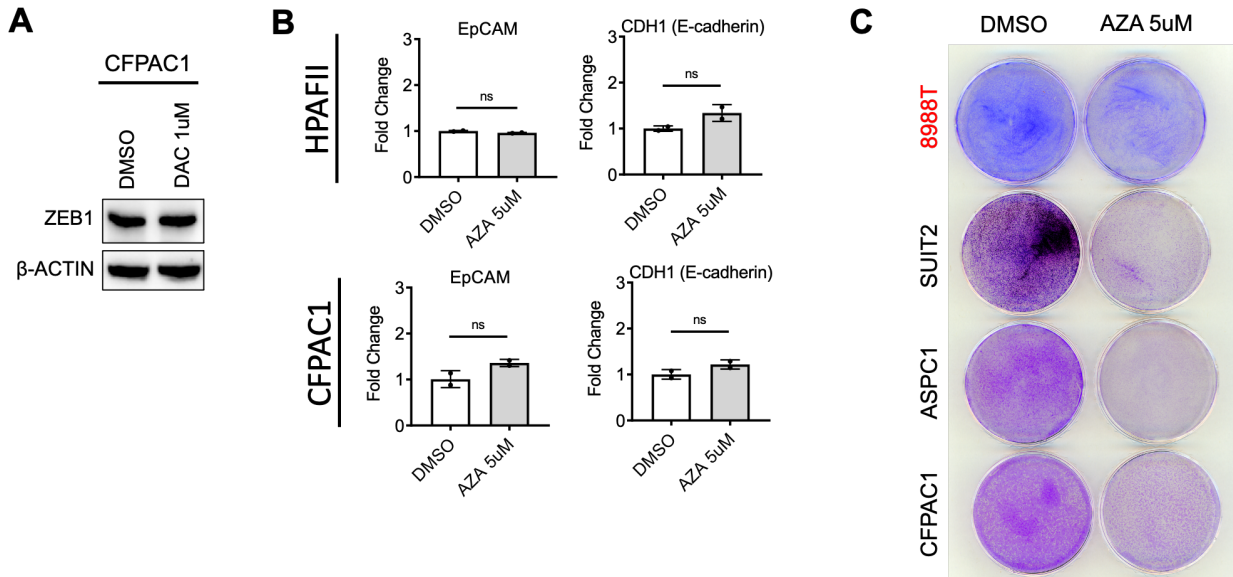 A
CFPAC1
DMSO
DAC 1uM
ZEB1
β-ACTIN
B
HPAFII
EpCAM
Fold Change
3
2
1
0
ns
DMSO
AZA 5uM
CDH1 (E-cadherin)
Fold Change
3
2
1
0
ns
DMSO
AZA 5uM
CFPAC1
EpCAM
Fold Change
3
2
1
0
ns
DMSO
AZA 5uM
CDH1 (E-cadherin)
Fold Change
3
2
1
0
ns
DMSO
AZA 5uM
C
DMSO
AZA 5uM
8988T
SUIT2
ASPC1
CFPAC1